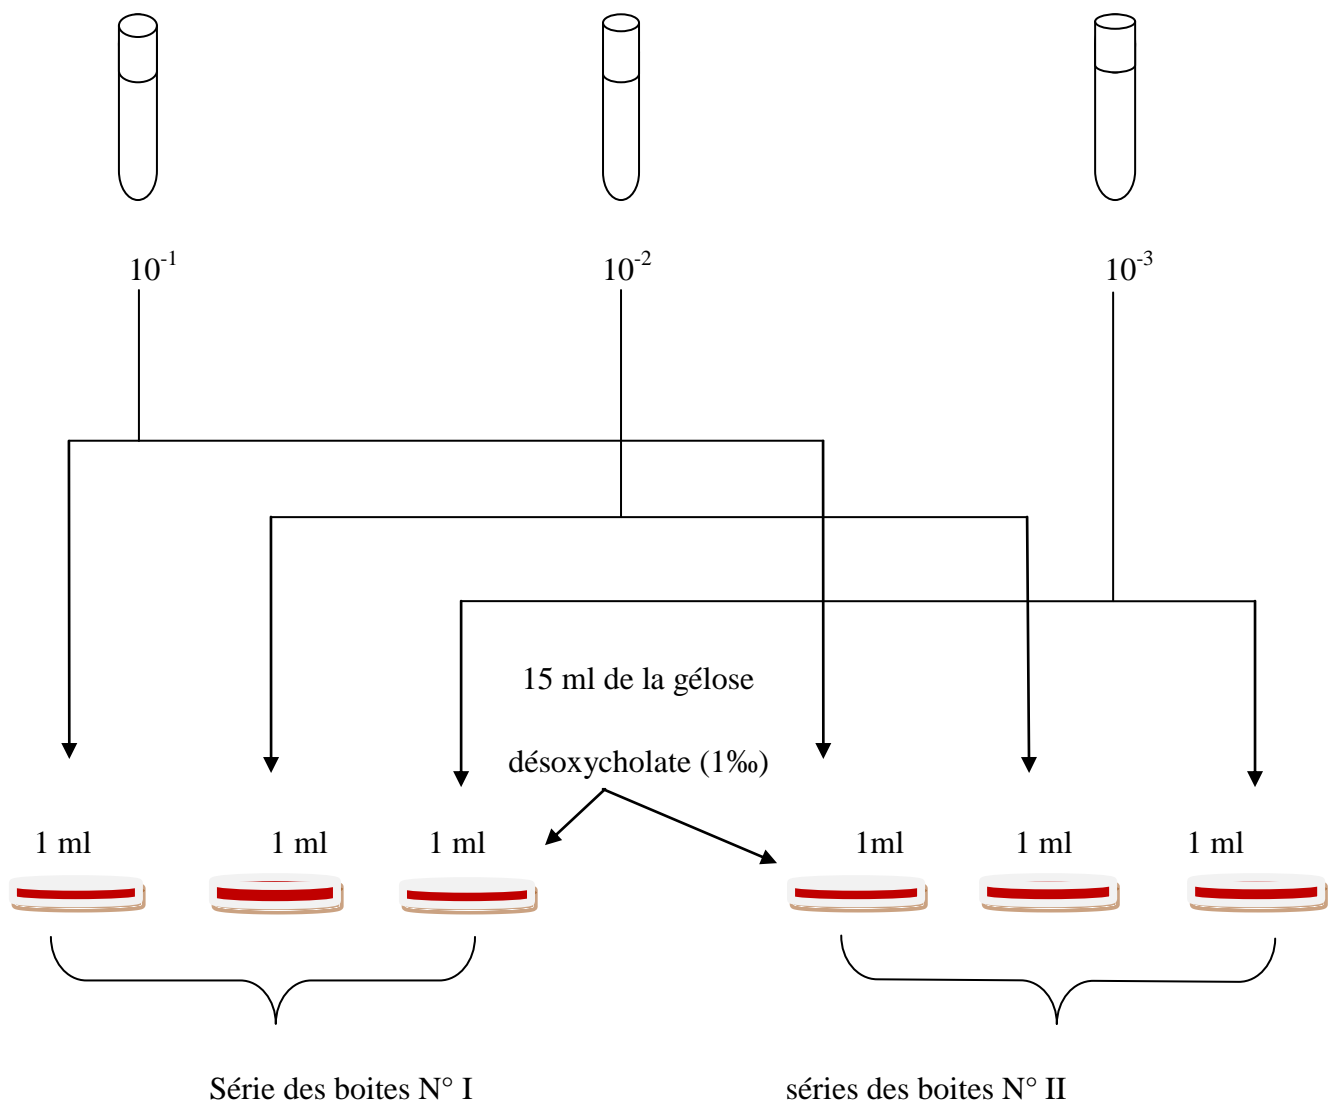 10⁻¹ 10⁻² 10⁻³
15 ml de la gélose
désoxycholate (1‰)
1 ml 1 ml 1 ml 1ml 1 ml 1 ml
Série des boites N° I séries des boites N° II